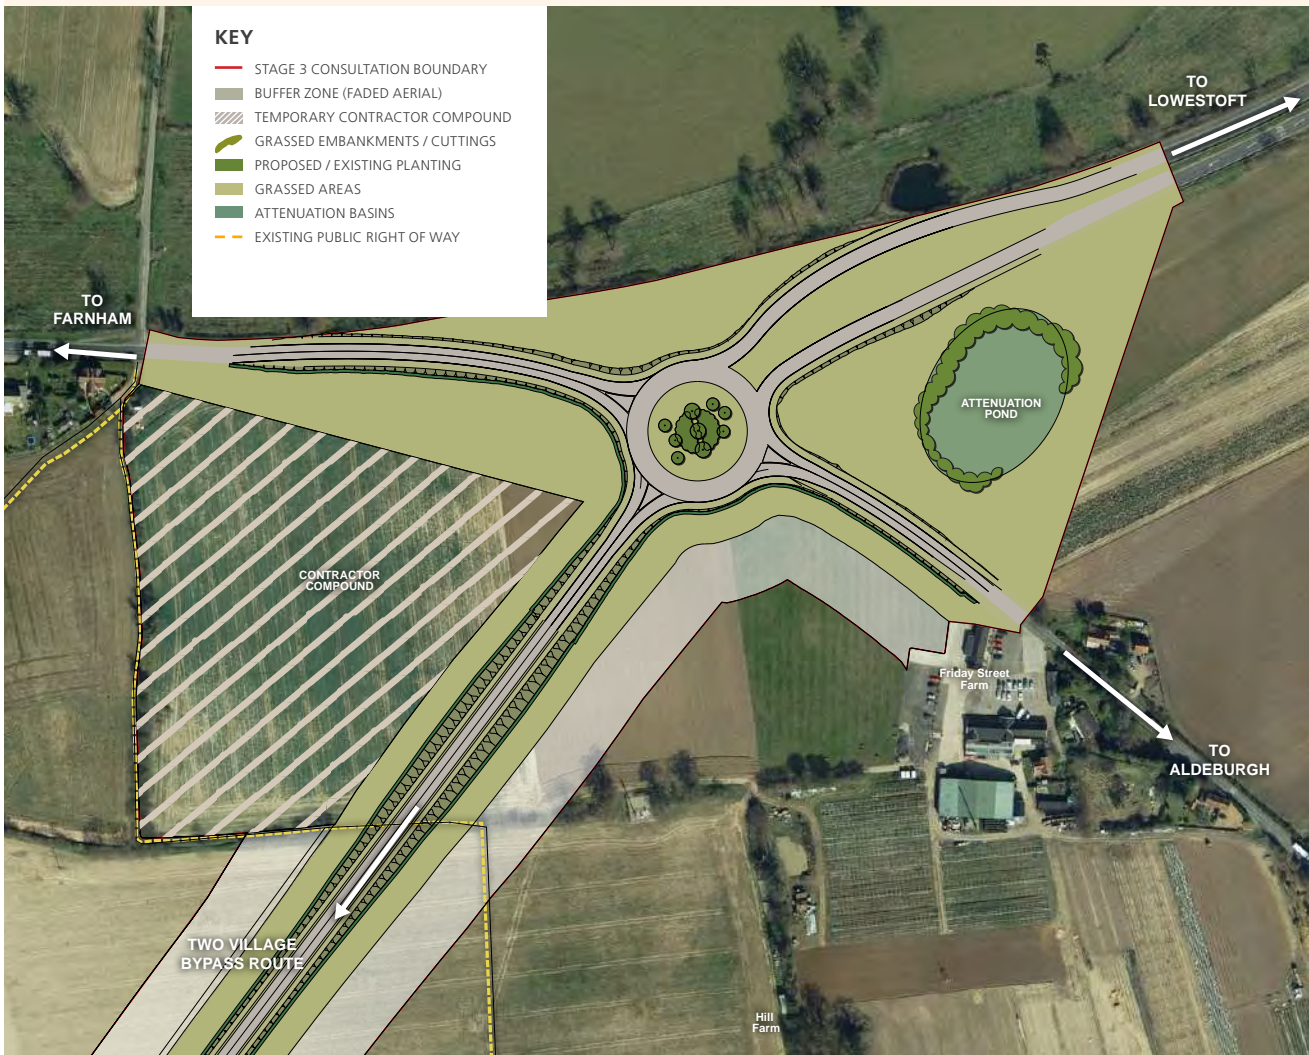 KEY
STAGE 3 CONSULTATION BOUNDARY
BUFFER ZONE (FADED AERIAL)
TEMPORARY CONTRACTOR COMPOUND
GRASSED EMBANKMENTS / CUTTINGS
PROPOSED / EXISTING PLANTING
GRASSED AREAS
ATTENUATION BASINS
EXISTING PUBLIC RIGHT OF WAY
TO
LOWESTOFT
TO
FARNHAM
ATTENUATION
POND
CONTRACTOR
COMPOUND
Friday Street
Farm
TO
ALDEBURGH
TWO VILLAGE
BYPASS ROUTE
Hill
Farm